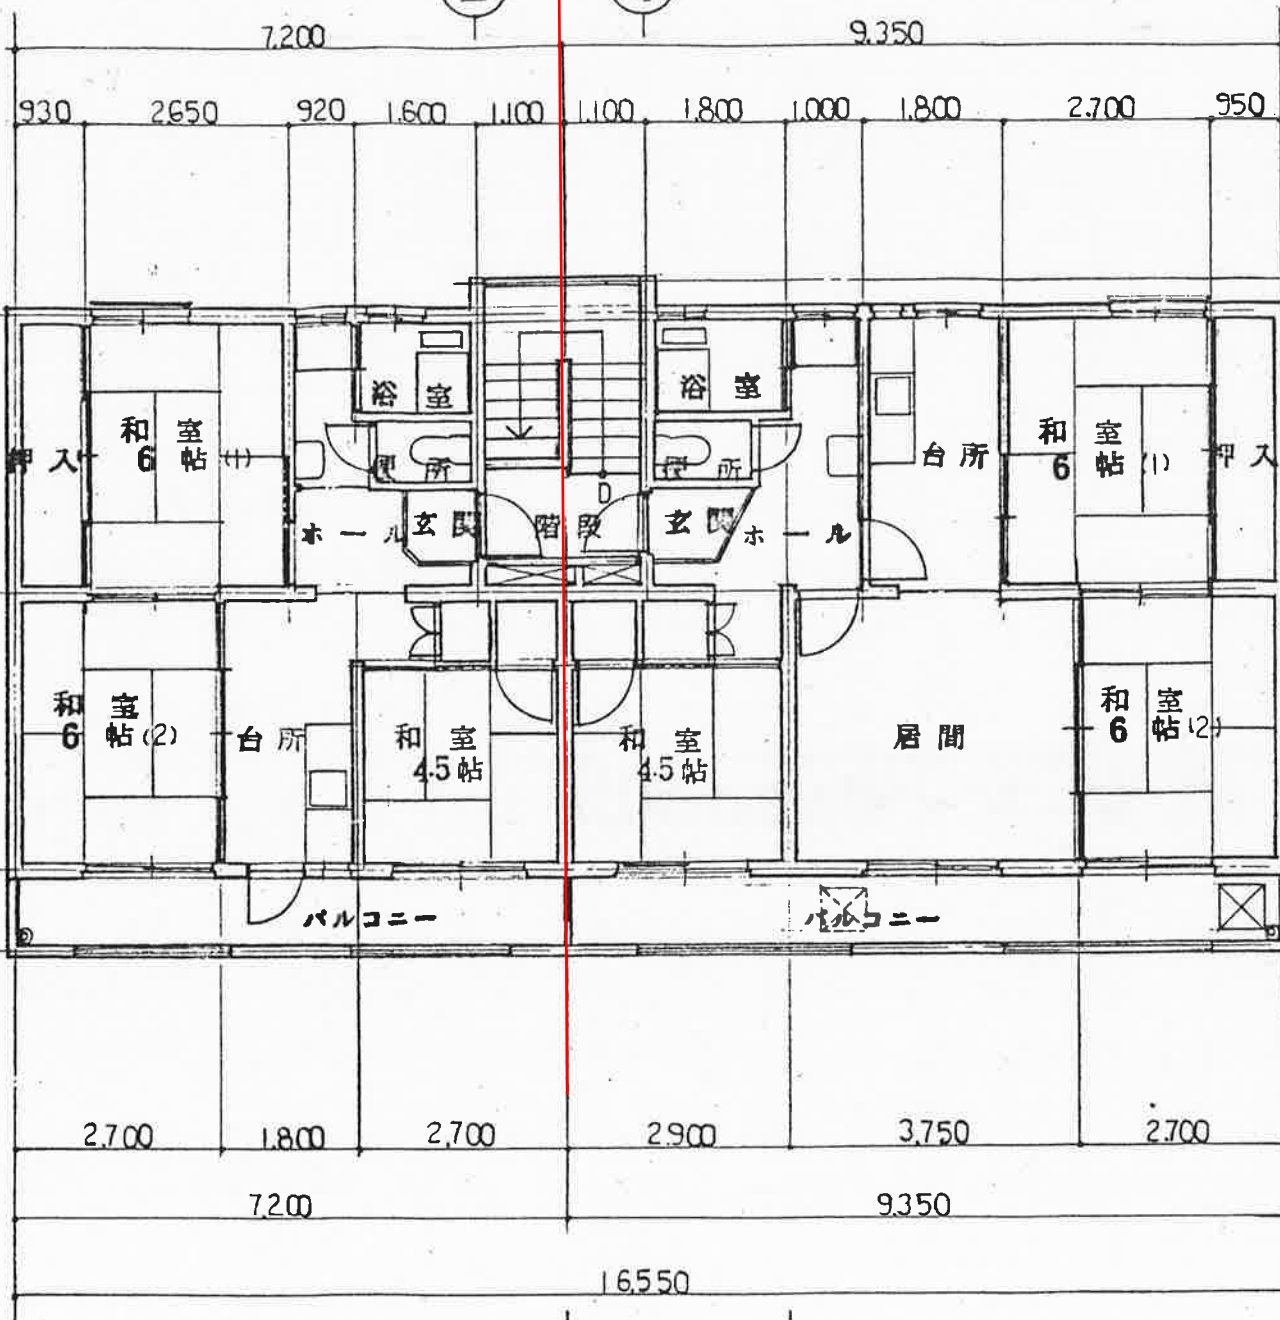 7,200 9,350
930 2650 920 1,600 1,100 1,100 1,800 1,000 1,800 2,700 950
浴室 浴室
和室 和室
6帖(1) 6帖(1)
押入 便所 便所 台所 押入
D
ホール 玄関 階段 玄関 ホール
和室 和室
6帖(2) 6帖(2)
台所 和室 和室 居間
4.5帖 4.5帖
バルコニー バルコニー
2,700 1,800 2,700 2,900 3,750 2,700
7,200 9,350
16,550